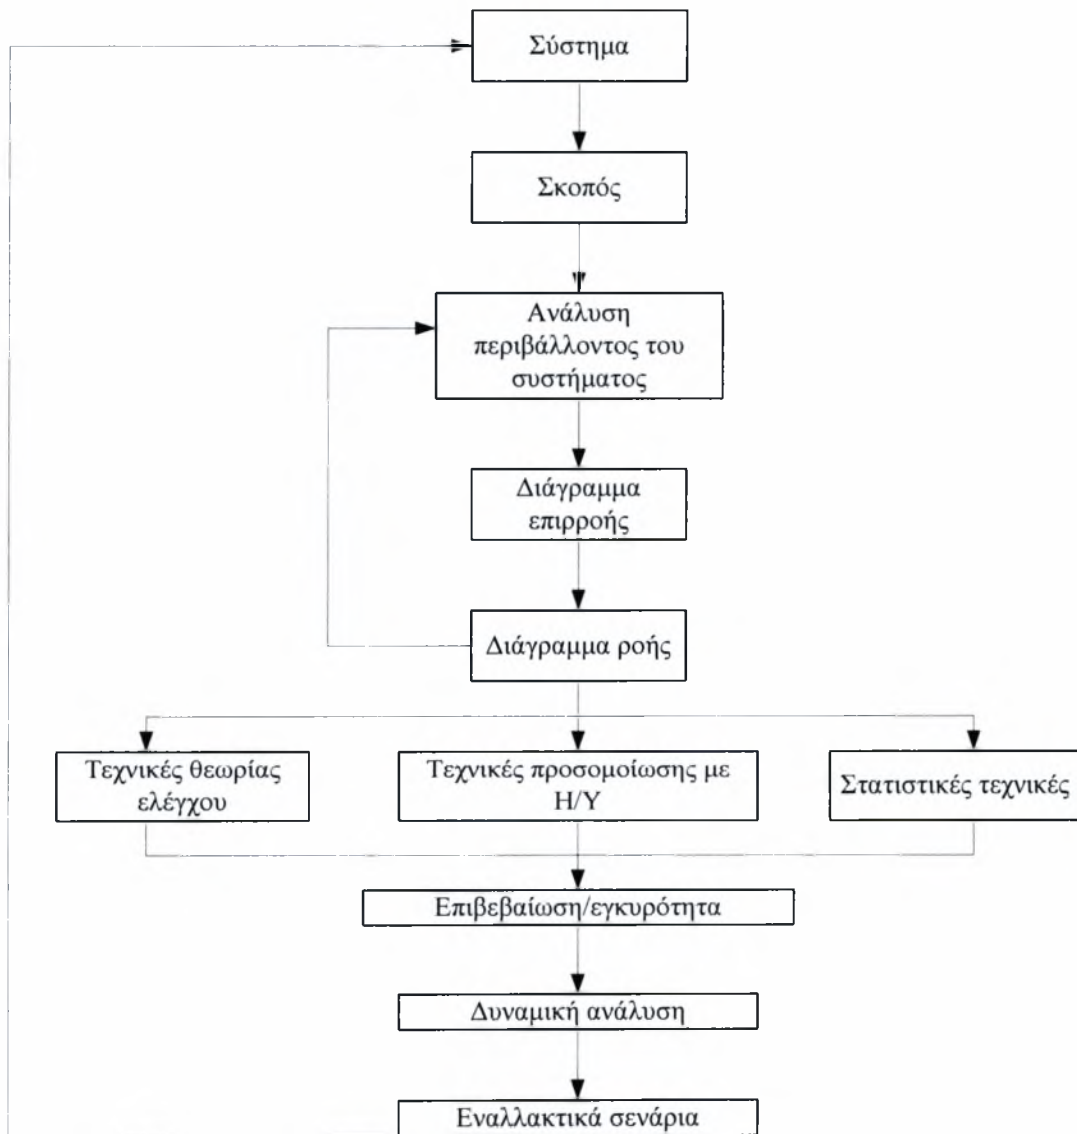 Σύστημα
Σκοπός
Ανάλυση
περιβάλλοντος του
συστήματος
Διάγραμμα
επιρροής
Διάγραμμα ροής
Τεχνικές θεωρίας
ελέγχου
Τεχνικές προσομοίωσης με
Η/Υ
Στατιστικές τεχνικές
Επιβεβαίωση/εγκυρότητα
Δυναμική ανάλυση
Εναλλακτικά σενάρια